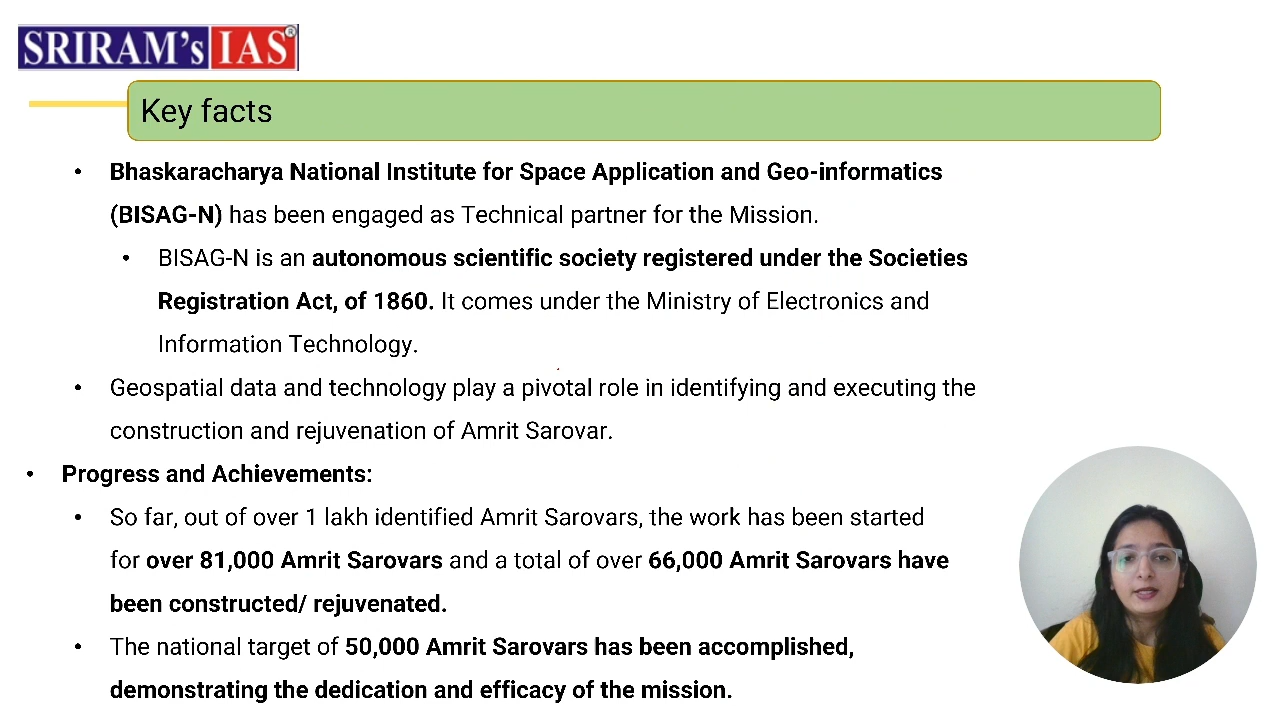 SRIRAM's IAS®
Key facts
• Bhaskaracharya National Institute for Space Application and Geo-informatics
(BISAG-N) has been engaged as Technical partner for the Mission.
• BISAG-N is an autonomous scientific society registered under the Societies
Registration Act, of 1860. It comes under the Ministry of Electronics and
Information Technology.
• Geospatial data and technology play a pivotal role in identifying and executing the
construction and rejuvenation of Amrit Sarovar.
• Progress and Achievements:
• So far, out of over 1 lakh identified Amrit Sarovars, the work has been started
for over 81,000 Amrit Sarovars and a total of over 66,000 Amrit Sarovars have
been constructed/ rejuvenated.
• The national target of 50,000 Amrit Sarovars has been accomplished,
demonstrating the dedication and efficacy of the mission.